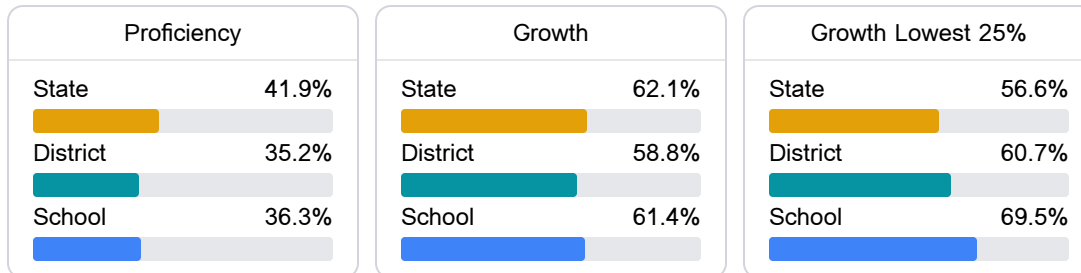 Proficiency
State 41.9%
District 35.2%
School 36.3%
Growth
State 62.1%
District 58.8%
School 61.4%
Growth Lowest 25%
State 56.6%
District 60.7%
School 69.5%